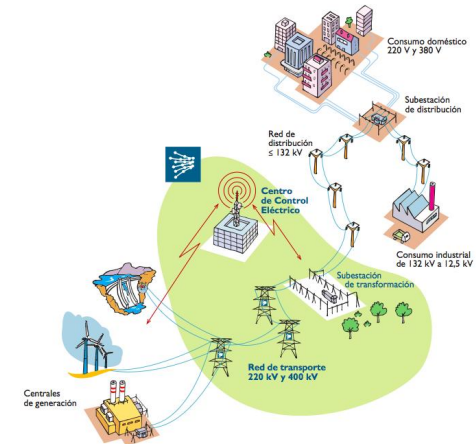 Consumo doméstico
220 V y 380 V
Subestación
de distribución
Red de
distribución
≤ 132 kV
Centro
de Control
Eléctrico
Consumo industrial
de 132 kV a 12,5 kV
Subestación
de transformación
Red de transporte
220 kV y 400 kV
Centrales
de generación